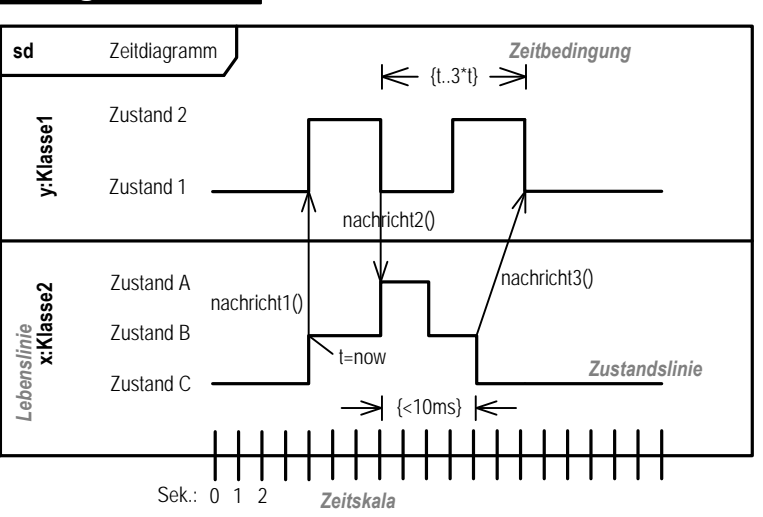 sd Zeitdiagramm
Zeitbedingung
{t..3*t}
y:Klasse1
Zustand 2
Zustand 1
nachricht2()
Lebenslinie
x:Klasse2
Zustand A
nachricht1()
nachricht3()
Zustand B
t=now
Zustand C
Zustandslinie
{<10ms}
Sek.: 0 1 2
Zeitskala